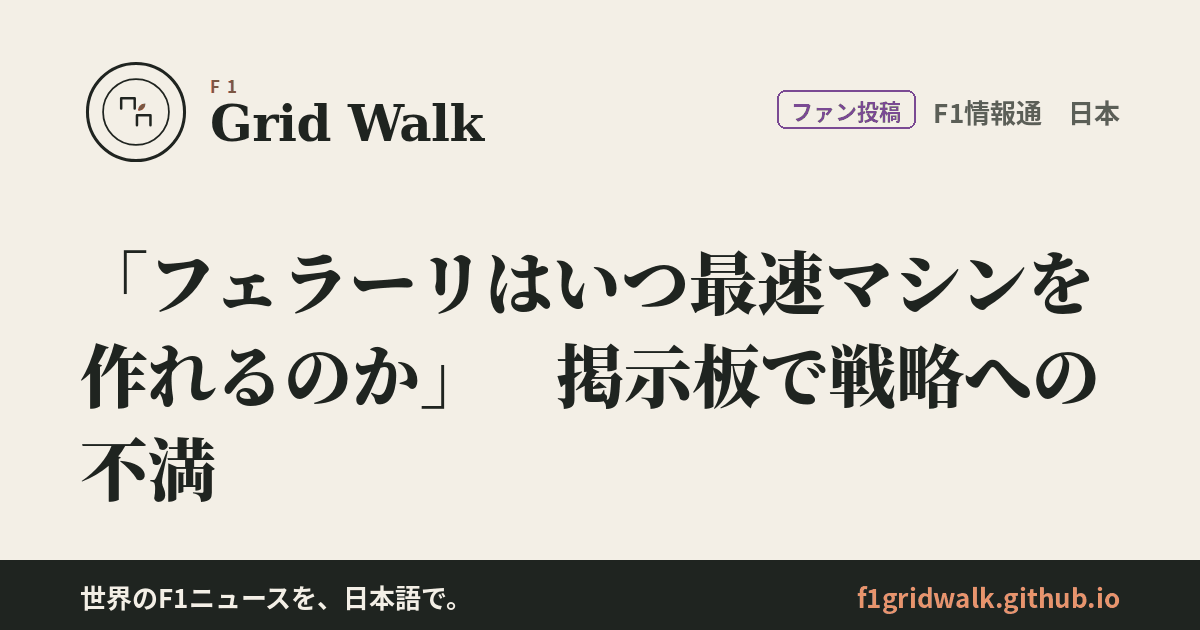 F1
Grid Walk
ファン投稿
F1情報通　日本
「フェラーリはいつ最速マシンを
作れるのか」　掲示板で戦略への
不満
世界のF1ニュースを、日本語で。
f1gridwalk.github.io